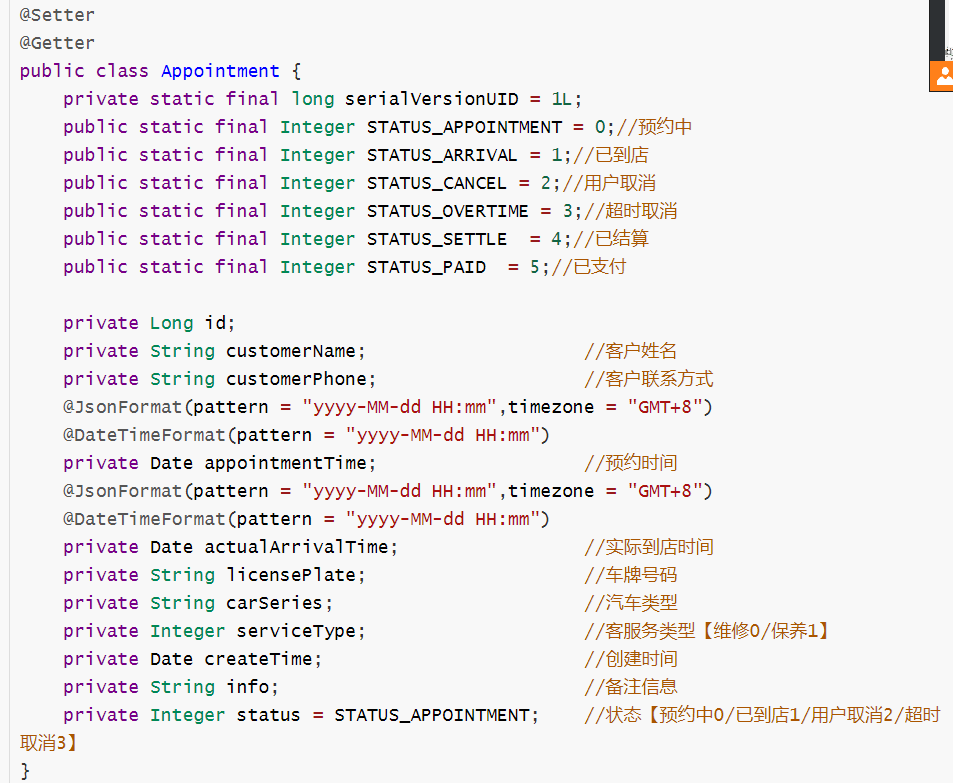 @Setter
@Getter
public class Appointment {
    private static final long serialVersionUID = 1L;
    public static final Integer STATUS_APPOINTMENT = 0;//预约中
    public static final Integer STATUS_ARRIVAL = 1;//已到店
    public static final Integer STATUS_CANCEL = 2;//用户取消
    public static final Integer STATUS_OVERTIME = 3;//超时取消
    public static final Integer STATUS_SETTLE  = 4;//已结算
    public static final Integer STATUS_PAID  = 5;//已支付
    private Long id;
    private String customerName;                    //客户姓名
    private String customerPhone;                   //客户联系方式
    @JsonFormat(pattern = "yyyy-MM-dd HH:mm",timezone = "GMT+8")
    @DateTimeFormat(pattern = "yyyy-MM-dd HH:mm")
    private Date appointmentTime;                   //预约时间
    @JsonFormat(pattern = "yyyy-MM-dd HH:mm",timezone = "GMT+8")
    @DateTimeFormat(pattern = "yyyy-MM-dd HH:mm")
    private Date actualArrivalTime;                 //实际到店时间
    private String licensePlate;                    //车牌号码
    private String carSeries;                       //汽车类型
    private Integer serviceType;                    //客服务类型【维修0/保养1】
    private Date createTime;                        //创建时间
    private String info;                            //备注信息
    private Integer status = STATUS_APPOINTMENT;    //状态【预约中0/已到店1/用户取消2/超时
取消3】
}